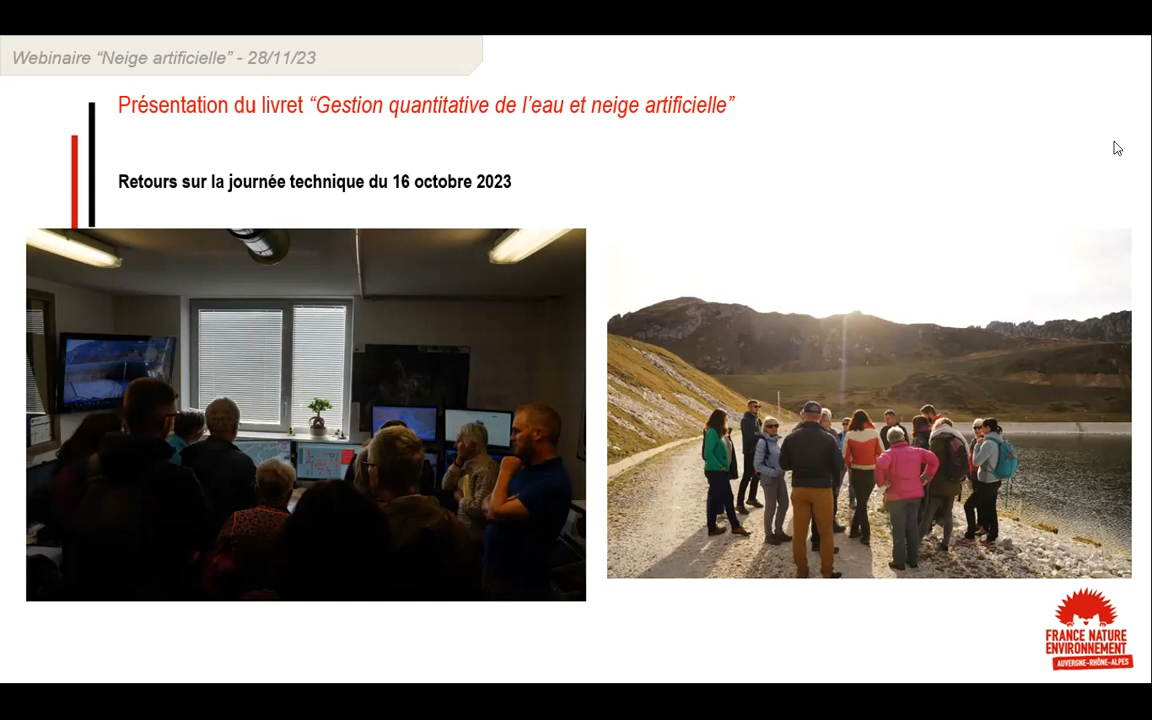 Webinaire “Neige artificielle” - 28/11/23
Présentation du livret “Gestion quantitative de l’eau et neige artificielle”
Retours sur la journée technique du 16 octobre 2023
FRANCE NATURE
ENVIRONNEMENT
AUVERGNE-RHÔNE-ALPES